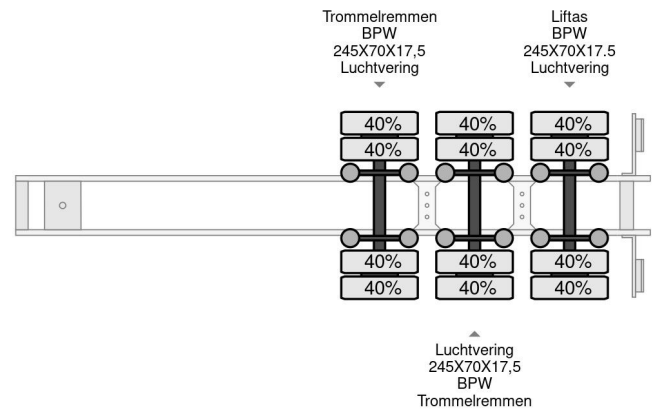 Trommelremmen
BPW
245X70X17,5
Luchtvering
Liftas
BPW
245X70X17.5
Luchtvering
40% 40% 40%
40% 40% 40%
40% 40% 40%
40% 40% 40%
Luchtvering
245X70X17,5
BPW
Trommelremmen